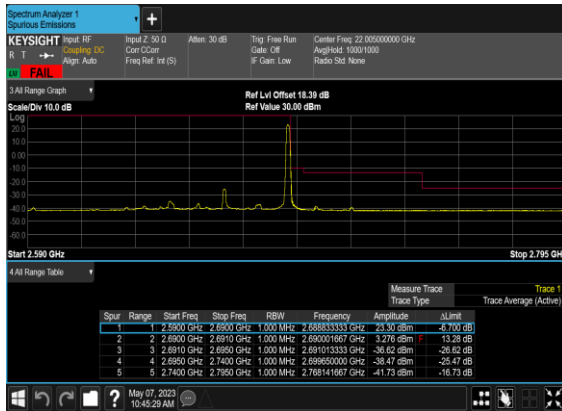 Spectrum Analyzer 1
Spurious Emissions
+
KEYSIGHT Input: RF Input Z: 50 Ω Atten: 30 dB Trig: Free Run Center Freq: 22.005000000 GHz
R T Coupling: DC Corr CCorr Gate: Off Avg|Hold: 1000/1000
Align: Auto Freq Ref: Int (S) IF Gain: Low Radio Std: None
LXI FAIL
3 All Range Graph
Ref Lvl Offset 18.39 dB
Scale/Div 10.0 dB Ref Value 30.00 dBm
Log
20.0
10.0
0.00
-10.0
-20.0
-30.0
-40.0
-50.0
-60.0
Start 2.590 GHz Stop 2.795 GH
4 All Range Table
Measure Trace Trace 1
Trace Type Trace Average (Active)
Spur Range Start Freq Stop Freq RBW Frequency Amplitude ΔLimit
1 1 2.5900 GHz 2.6900 GHz 1.000 MHz 2.688833333 GHz 23.30 dBm -6.700 dB
2 2 2.6900 GHz 2.6910 GHz 1.000 MHz 2.690001667 GHz 3.276 dBm F 13.28 dB
3 3 2.6910 GHz 2.6950 GHz 1.000 MHz 2.691013333 GHz -36.62 dBm -26.62 dB
4 4 2.6950 GHz 2.7400 GHz 1.000 MHz 2.699650000 GHz -38.47 dBm -25.47 dB
5 5 2.7400 GHz 2.7950 GHz 1.000 MHz 2.768141667 GHz -41.73 dBm -16.73 dB
? May 07, 2023
10:45:29 AM